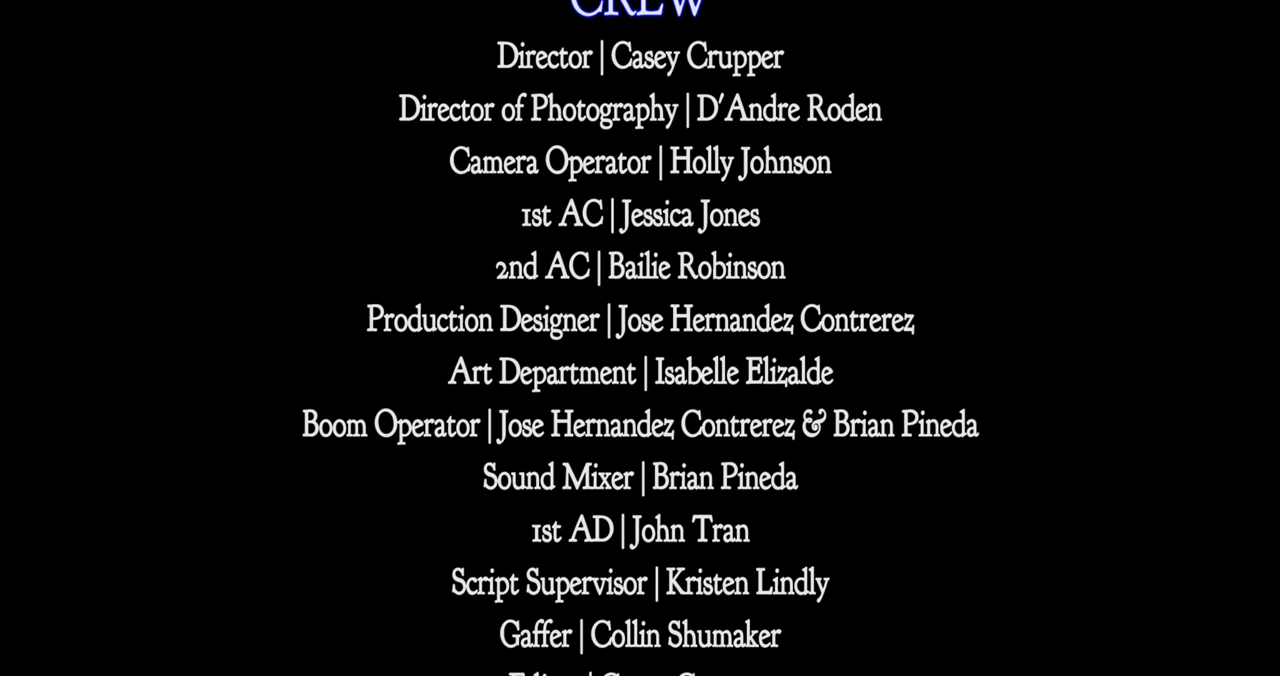 CREW
Director | Casey Crupper
Director of Photography | D'Andre Roden
Camera Operator | Holly Johnson
1st AC | Jessica Jones
2nd AC | Bailie Robinson
Production Designer | Jose Hernandez Contrerez
Art Department | Isabelle Elizalde
Boom Operator | Jose Hernandez Contrerez & Brian Pineda
Sound Mixer | Brian Pineda
1st AD | John Tran
Script Supervisor | Kristen Lindly
Gaffer | Collin Shumaker